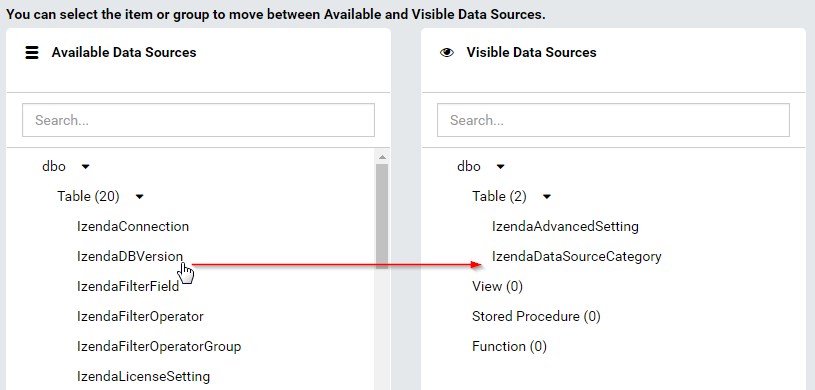 You can select the item or group to move between Available and Visible Data Sources.
Available Data Sources
Search...
dbo
Table (20)
IzendaConnection
IzendaDBVersion
IzendaFilterField
IzendaFilterOperator
IzendaFilterOperatorGroup
IzendaLicenseSetting
Visible Data Sources
Search...
dbo
Table (2)
IzendaAdvancedSetting
IzendaDataSourceCategory
View (0)
Stored Procedure (0)
Function (0)